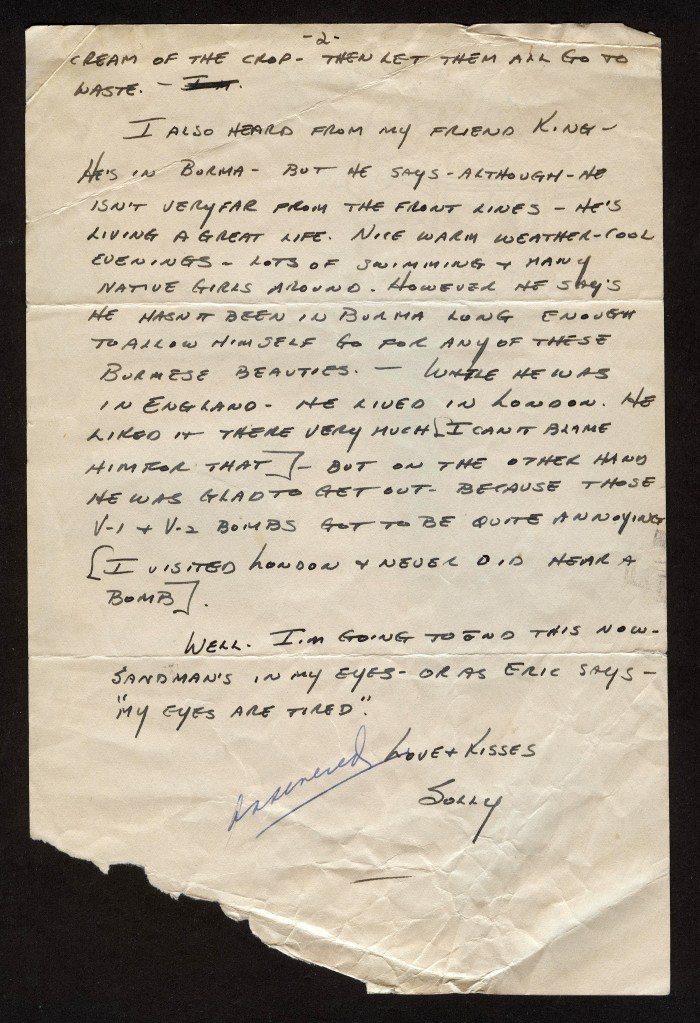 -2-
CREAM OF THE CROP - THEN LET THEM ALL GO TO
WASTE. - I'M.
I ALSO HEARD FROM MY FRIEND KING -
HE'S IN BURMA - BUT HE SAYS - ALTHOUGH - HE
ISN'T VERY FAR FROM THE FRONT LINES - HE'S
LIVING A GREAT LIFE. NICE WARM WEATHER - COOL
EVENINGS - LOTS OF SWIMMING + MANY
NATIVE GIRLS AROUND. HOWEVER HE SAY'S
HE HASN'T BEEN IN BURMA LONG ENOUGH
TO ALLOW HIMSELF GO FOR ANY OF THESE
BURMESE BEAUTIES. - WHILE HE WAS
IN ENGLAND - HE LIVED IN LONDON. HE
LIKED IT THERE VERY MUCH [I CAN'T BLAME
HIM FOR THAT] - BUT ON THE OTHER HAND
HE WAS GLAD TO GET OUT - BECAUSE THOSE
V-1 + V-2 BOMBS GOT TO BE QUITE ANNOYING
[I VISITED LONDON + NEVER DID HEAR A
BOMB].
WELL. I'M GOING TO END THIS NOW -
SANDMAN'S IN MY EYES - OR AS ERIC SAYS -
"MY EYES ARE TIRED".
LOVE + KISSES
SOLLY
answered